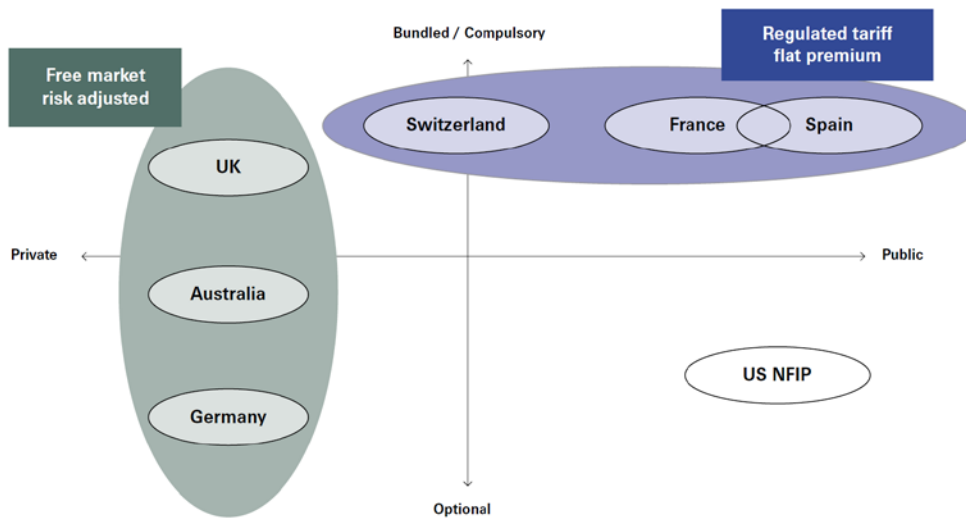 Bundled / Compulsory
Regulated tariff
flat premium
Free market
risk adjusted
Switzerland
France
Spain
UK
Private
Public
Australia
US NFIP
Germany
Optional